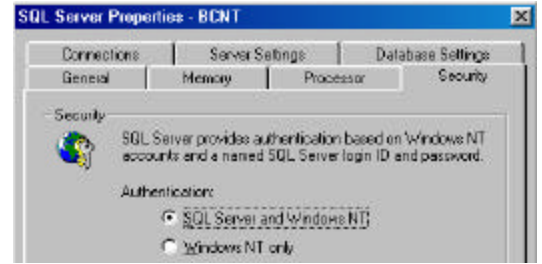 SQL Server Properties - BCNT
Connections Server Settings Database Settings
General Memory Processor Security
Security
SQL Server provides authentication based on Windows NT
accounts and a named SQL Server login ID and password.
Authentication:
SQL Server and Windows NT
Windows NT only